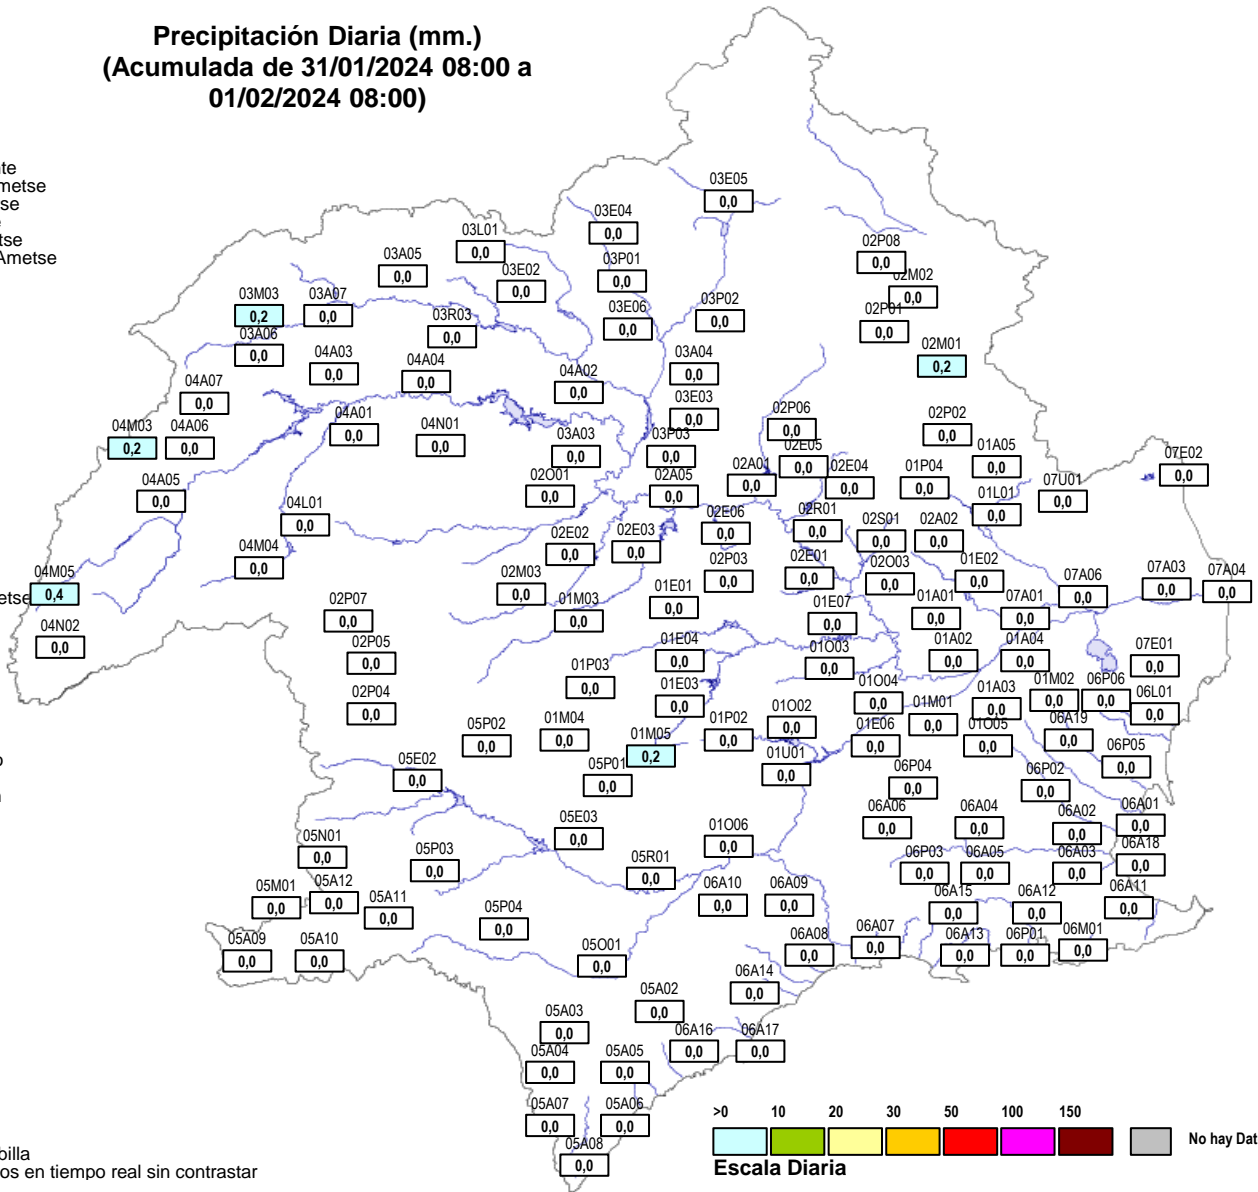 Precipitación Diaria (mm.)
(Acumulada de 31/01/2024 08:00 a
01/02/2024 08:00)
nte
metse
tse
e
tse
Ametse
03E05
0,0
03E04
0,0
03L01
0,0
03A05
0,0
03E02
0,0
03P01
0,0
02P08
0,0
02M02
0,0
03M03
0,2
03A07
0,0
03R03
0,0
03E06
0,0
03P02
0,0
02P01
0,0
03A06
0,0
04A03
0,0
04A04
0,0
04A02
0,0
03A04
0,0
02M01
0,2
04A07
0,0
03E03
0,0
04M03
0,2
04A06
0,0
04A01
0,0
04N01
0,0
03A03
0,0
03P03
0,0
02P06
0,0
02P02
0,0
02E05
0,0
01A05
0,0
07E02
0,0
04A05
0,0
02O01
0,0
02A05
0,0
02A01
0,0
02E04
0,0
01P04
0,0
07U01
0,0
01L01
0,0
04L01
0,0
02E06
0,0
02R01
0,0
02S01
0,0
02A02
0,0
04M04
0,0
02E02
0,0
02E03
0,0
04M05
0,4
etse
02M03
0,0
02P03
0,0
02E01
0,0
02O03
0,0
01E02
0,0
07A06
0,0
07A03
0,0
07A04
0,0
02P07
0,0
01M03
0,0
01E01
0,0
01E07
0,0
01A01
0,0
07A01
0,0
04N02
0,0
02P05
0,0
01E04
0,0
01O03
0,0
01A02
0,0
01A04
0,0
07E01
0,0
02P04
0,0
01P03
0,0
01E03
0,0
01O04
0,0
01A03
0,0
01M02
0,0
06P06
0,0
06L01
0,0
05P02
0,0
01M04
0,0
01M05
0,2
01P02
0,0
01O02
0,0
01E06
0,0
01M01
0,0
01O05
0,0
06A19
0,0
05E02
0,0
05P01
0,0
01U01
0,0
06P04
0,0
06P02
0,0
06P05
0,0
05E03
0,0
01O06
0,0
06A06
0,0
06A04
0,0
06A02
0,0
06A01
0,0
05N01
0,0
05P03
0,0
05R01
0,0
06P03
0,0
06A05
0,0
06A03
0,0
06A18
0,0
05M01
0,0
05A12
0,0
05A11
0,0
06A10
0,0
06A09
0,0
06A15
0,0
06A12
0,0
06A11
0,0
05P04
0,0
05A09
0,0
05A10
0,0
05O01
0,0
06A08
0,0
06A07
0,0
06A13
0,0
06P01
0,0
06M01
0,0
06A14
0,0
05A03
0,0
05A02
0,0
06A16
0,0
06A17
0,0
05A04
0,0
05A05
0,0
05A07
0,0
05A06
0,0
05A08
0,0
>0 10 20 30 50 100 150
No hay Dat
Escala Diaria
billa
os en tiempo real sin contrastar